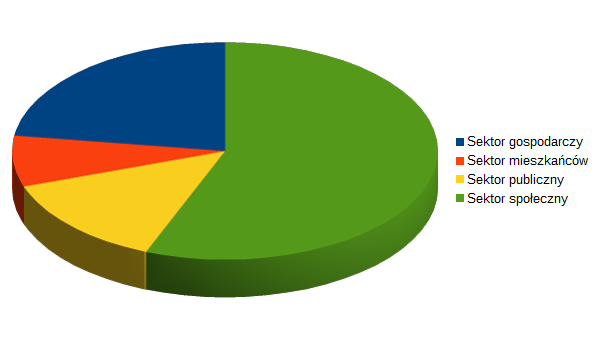 Sektor gospodarczy
Sektor mieszkańców
Sektor publiczny
Sektor społeczny